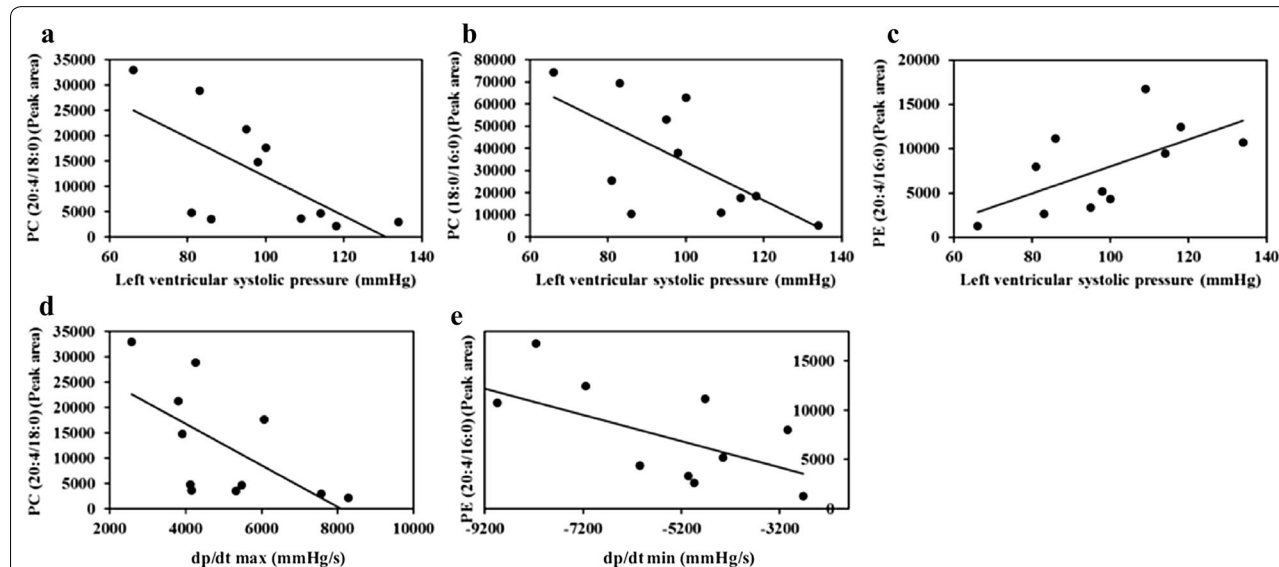 a
PC (20:4/18:0) (Peak area)
35000
30000
25000
20000
15000
10000
5000
0
60 80 100 120 140
Left ventricular systolic pressure (mmHg)
b
PC (18:0/16:0) (Peak area)
80000
70000
60000
50000
40000
30000
20000
10000
0
60 80 100 120 140
Left ventricular systolic pressure (mmHg)
c
PE (20:4/16:0) (Peak area)
20000
15000
10000
5000
0
60 80 100 120 140
Left ventricular systolic pressure (mmHg)
d
PC (20:4/18:0) (Peak area)
35000
30000
25000
20000
15000
10000
5000
0
2000 4000 6000 8000 10000
dp/dt max (mmHg/s)
e
PE (20:4/16:0) (Peak area)
15000
10000
5000
0
-9200 -7200 -5200 -3200
dp/dt min (mmHg/s)